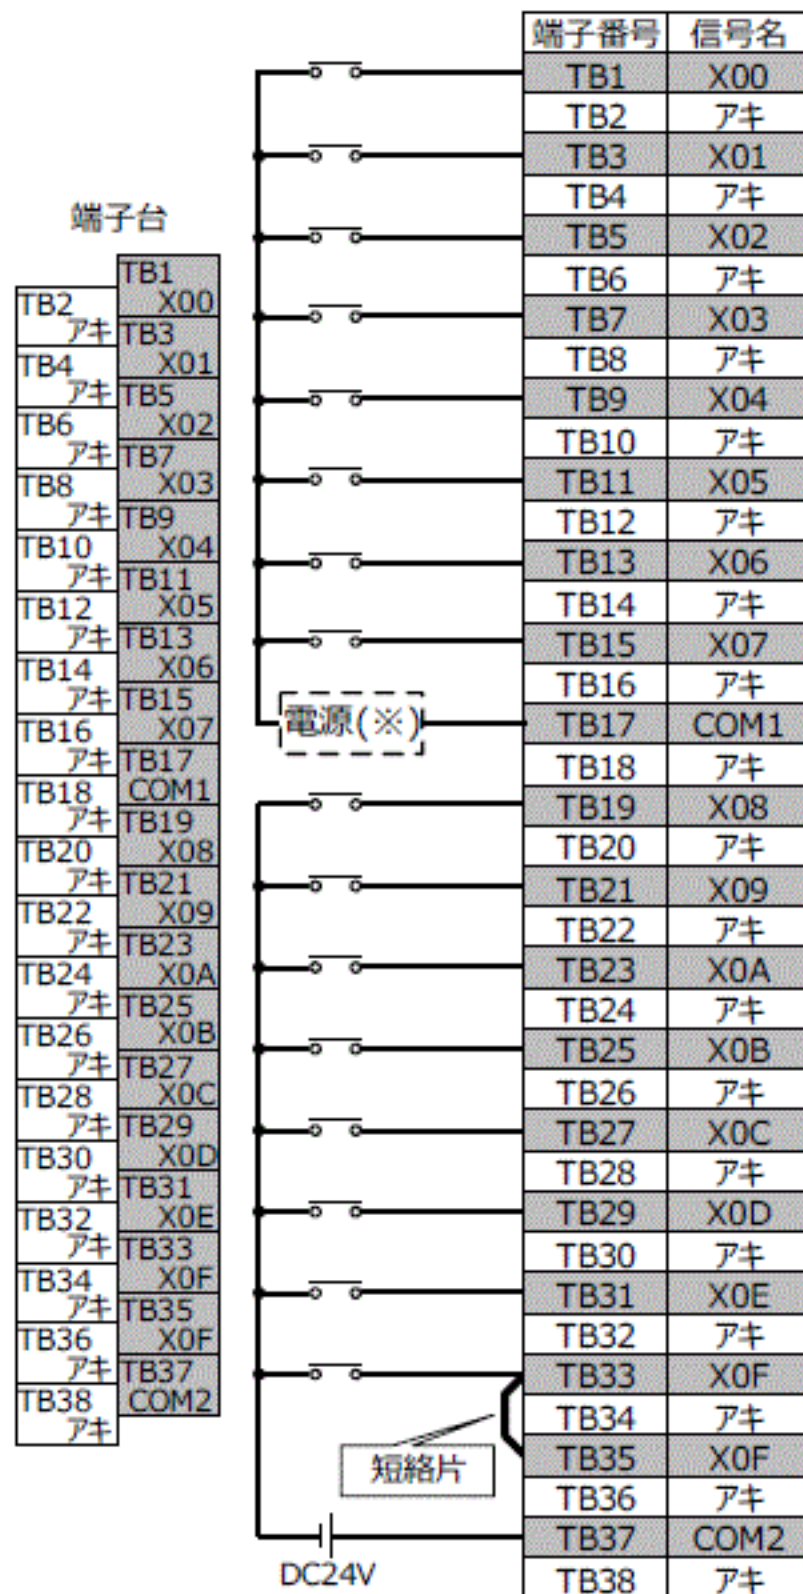 端子台
TB1
X00
TB2
アキ
TB3
X01
TB4
アキ
TB5
X02
TB6
アキ
TB7
X03
TB8
アキ
TB9
X04
TB10
アキ
TB11
X05
TB12
アキ
TB13
X06
TB14
アキ
TB15
X07
TB16
アキ
TB17
COM1
TB18
アキ
TB19
X08
TB20
アキ
TB21
X09
TB22
アキ
TB23
X0A
TB24
アキ
TB25
X0B
TB26
アキ
TB27
X0C
TB28
アキ
TB29
X0D
TB30
アキ
TB31
X0E
TB32
アキ
TB33
X0F
TB34
アキ
TB35
X0F
TB36
アキ
TB37
COM2
TB38
アキ
電源(※)
短絡片
DC24V
端子番号 信号名
TB1 X00
TB2 アキ
TB3 X01
TB4 アキ
TB5 X02
TB6 アキ
TB7 X03
TB8 アキ
TB9 X04
TB10 アキ
TB11 X05
TB12 アキ
TB13 X06
TB14 アキ
TB15 X07
TB16 アキ
TB17 COM1
TB18 アキ
TB19 X08
TB20 アキ
TB21 X09
TB22 アキ
TB23 X0A
TB24 アキ
TB25 X0B
TB26 アキ
TB27 X0C
TB28 アキ
TB29 X0D
TB30 アキ
TB31 X0E
TB32 アキ
TB33 X0F
TB34 アキ
TB35 X0F
TB36 アキ
TB37 COM2
TB38 アキ